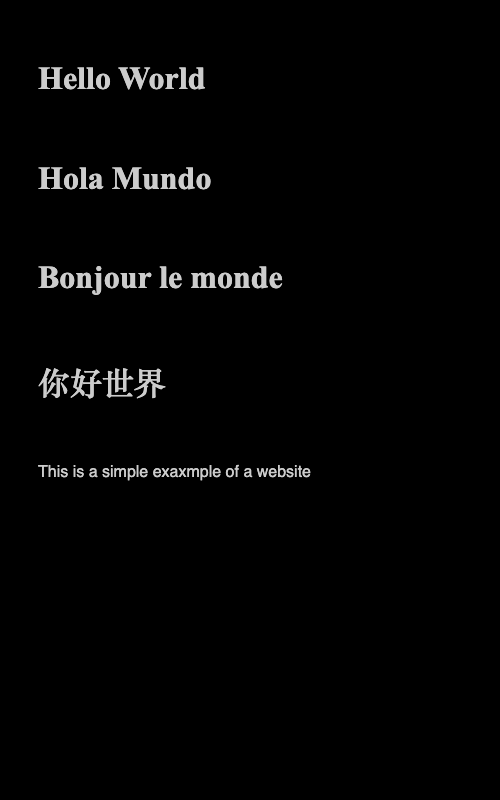 Hello World
Hola Mundo
Bonjour le monde
你好世界
This is a simple exaxmple of a website